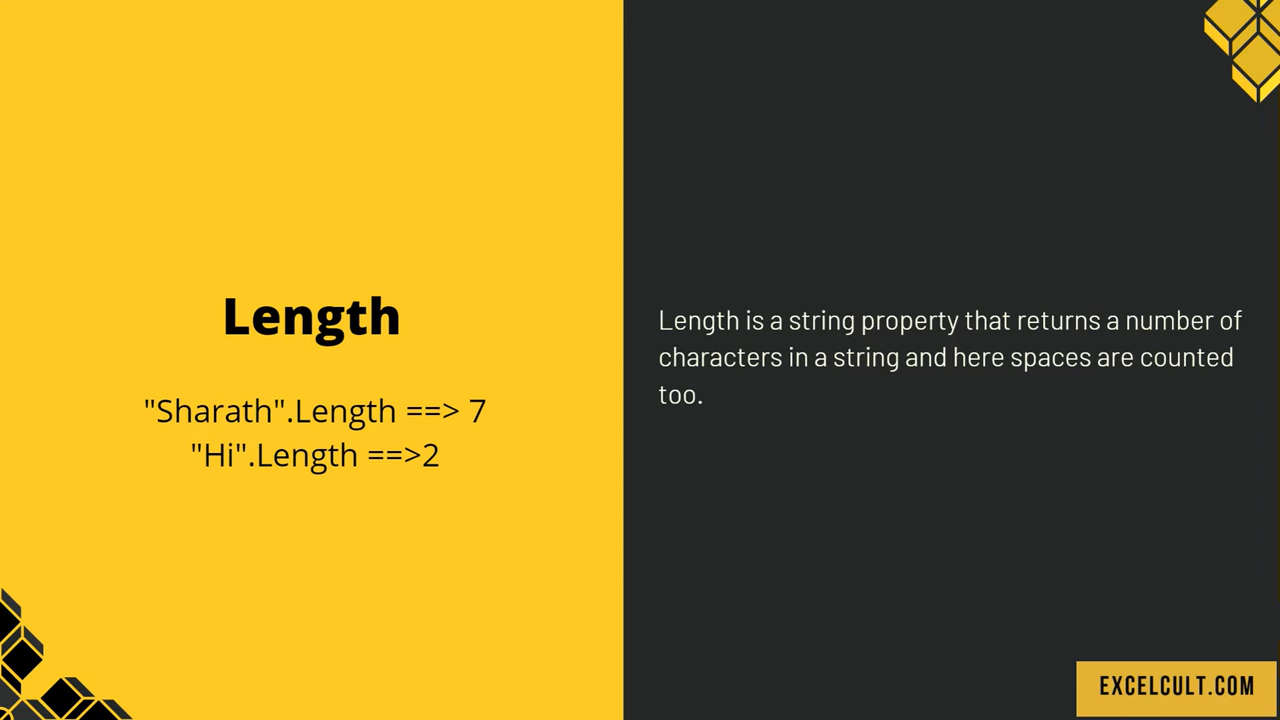 Length
"Sharath".Length ==> 7
"Hi".Length ==>2
Length is a string property that returns a number of
characters in a string and here spaces are counted
too.
EXCELCULT.COM